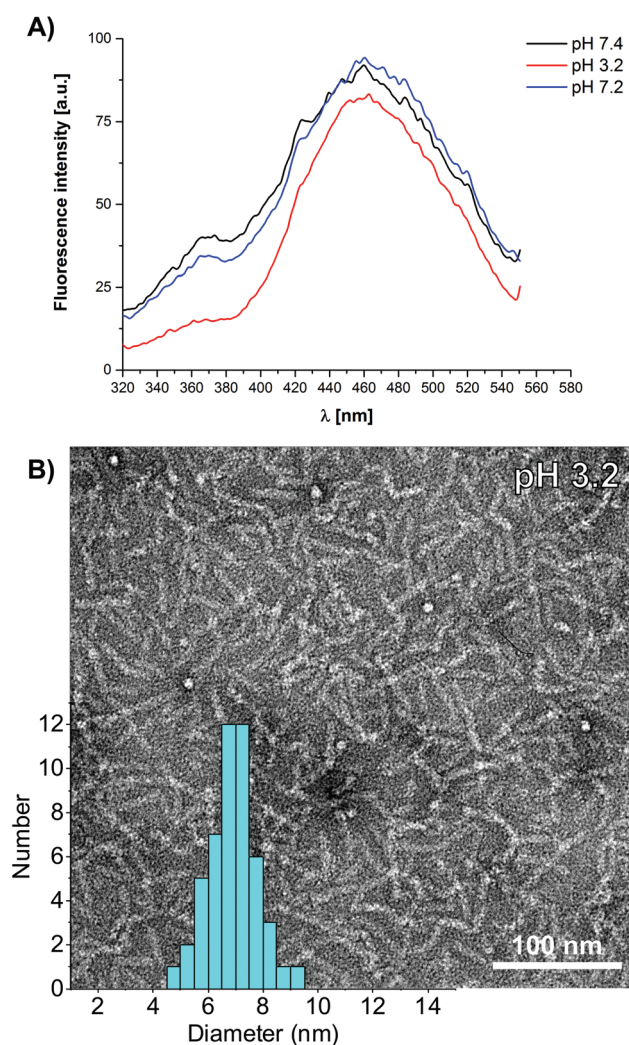 A)
100
75
50
25
0
Fluorescence intensity [a.u.]
pH 7.4
pH 3.2
pH 7.2
320 340 360 380 400 420 440 460 480 500 520 540 560 580
λ [nm]
B)
pH 3.2
12
10
8
6
4
2
0
Number
100 nm
2 4 6 8 10 12 14
Diameter (nm)